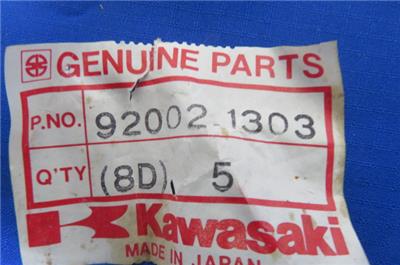 GENUINE PARTS
P.NO. 92002-1303
Q'TY (8D) 5
Kawasaki
MADE IN JAPAN